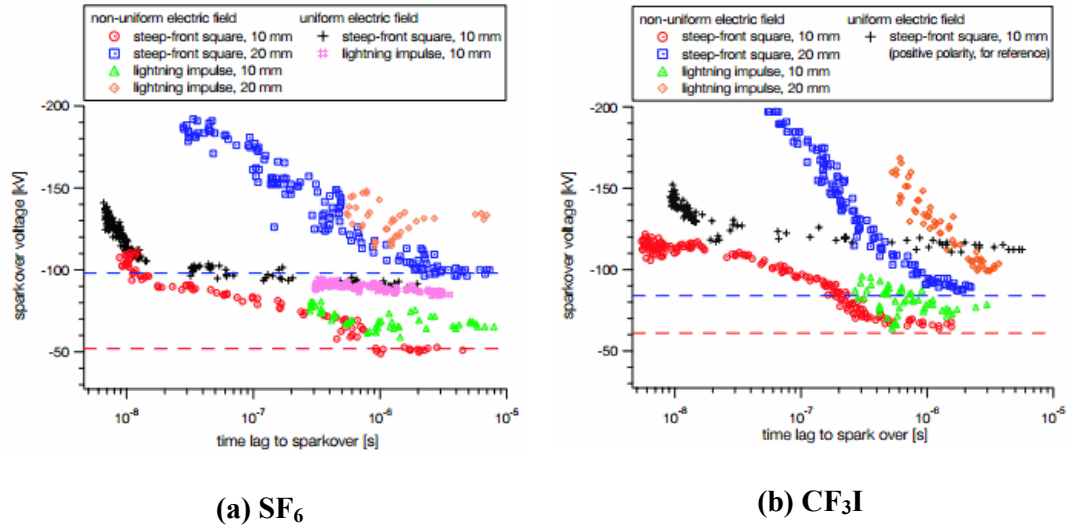 non-uniform electric field
steep-front square, 10 mm
steep-front square, 20 mm
lightning impulse, 10 mm
lightning impulse, 20 mm
uniform electric field
steep-front square, 10 mm
lightning impulse, 10 mm
-200
-150
-100
-50
sparkover voltage [kV]
10-8
10-7
10-6
10-5
time lag to sparkover [s]
(a) SF6
non-uniform electric field
steep-front square, 10 mm
steep-front square, 20 mm
lightning impulse, 10 mm
lightning impulse, 20 mm
uniform electric field
steep-front square, 10 mm
(positive polarity, for reference)
-200
-150
-100
-50
sparkover voltage [kV]
10-8
10-7
10-6
10-5
time lag to spark over [s]
(b) CF3I